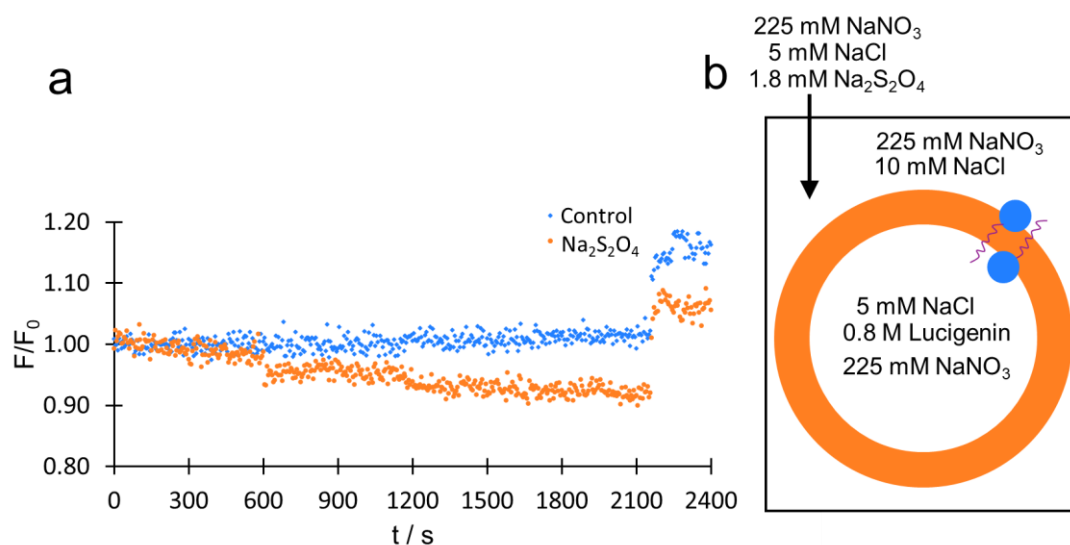 a
1.20
1.10
1.00
0.90
0.80
F/F₀
0
300
600
900
1200
1500
1800
2100
2400
t / s
Control
Na₂S₂O₄
b
225 mM NaNO₃
5 mM NaCl
1.8 mM Na₂S₂O₄
225 mM NaNO₃
10 mM NaCl
5 mM NaCl
0.8 M Lucigenin
225 mM NaNO₃